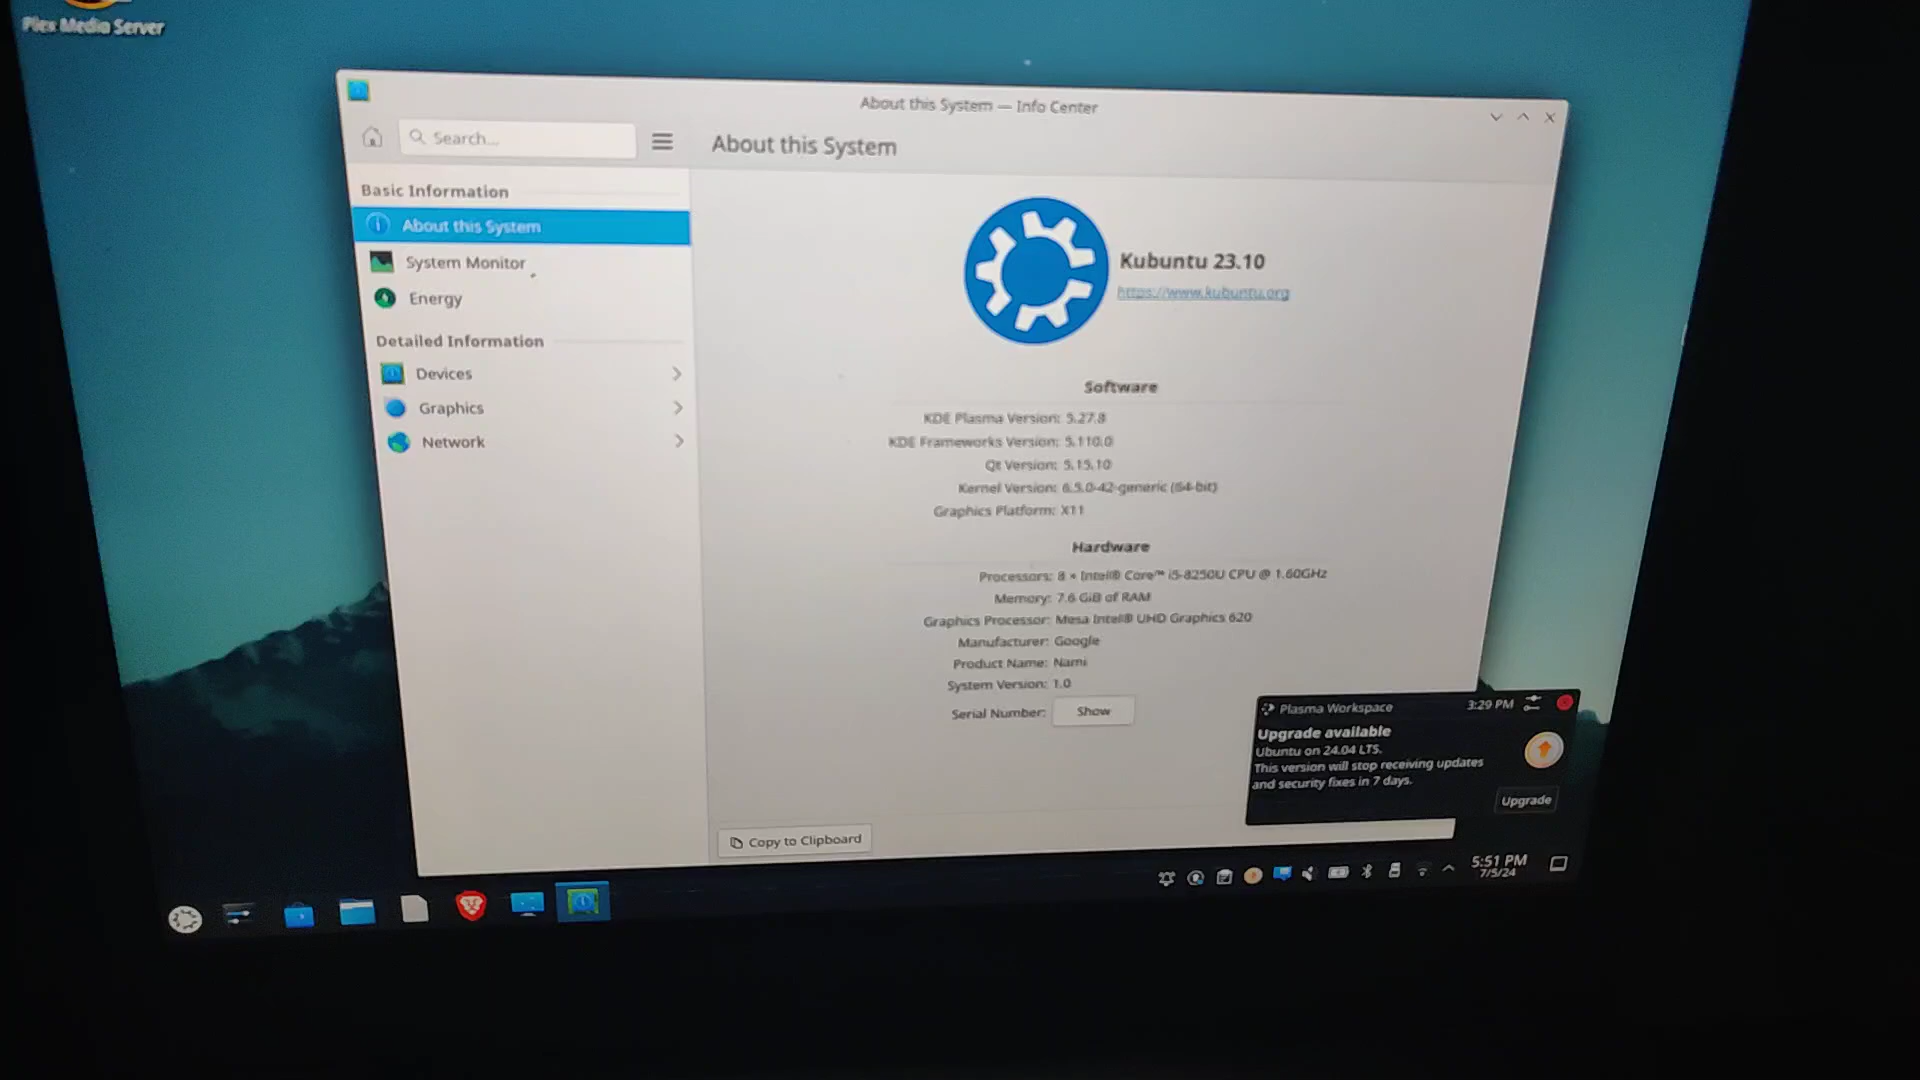 Plex Media Server
About this System — Info Center
Search...
About this System
Basic Information
About this System
System Monitor
Energy
Detailed Information
Devices
Graphics
Network
Kubuntu 23.10
https://www.kubuntu.org
Software
KDE Plasma Version: 5.27.8
KDE Frameworks Version: 5.110.0
Qt Version: 5.15.10
Kernel Version: 6.5.0-42-generic (64-bit)
Graphics Platform: X11
Hardware
Processors: 8 × Intel® Core™ i5-8250U CPU @ 1.60GHz
Memory: 7.6 GiB of RAM
Graphics Processor: Mesa Intel® UHD Graphics 620
Manufacturer: Google
Product Name: Nami
System Version: 1.0
Serial Number: Show
Copy to Clipboard
Plasma Workspace 3:29 PM
Upgrade available
Ubuntu on 24.04 LTS.
This version will stop receiving updates
and security fixes in 7 days.
Upgrade
5:51 PM
7/5/24